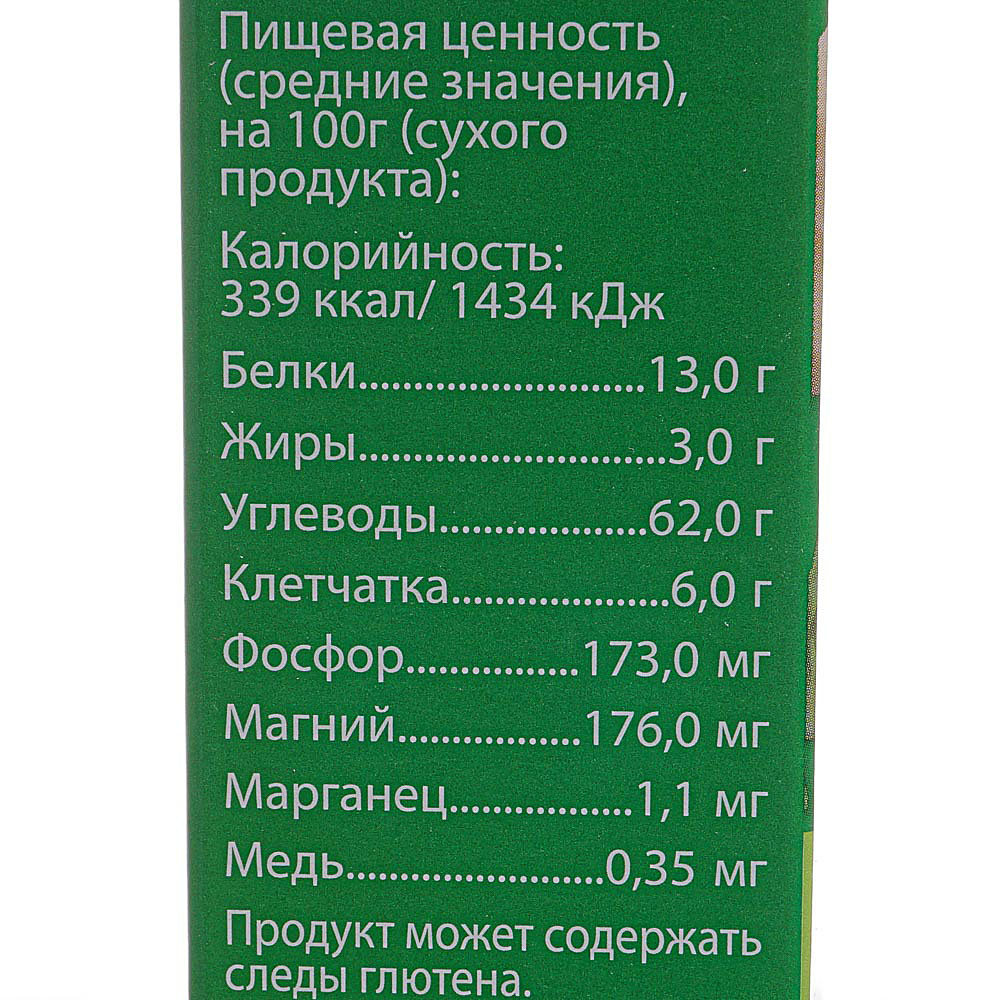 Пищевая ценность
(средние значения),
на 100г (сухого
продукта):
Калорийность:
339 ккал/ 1434 кДж
Белки..........................13,0 г
Жиры............................3,0 г
Углеводы...................62,0 г
Клетчатка....................6,0 г
Фосфор................173,0 мг
Магний.................176,0 мг
Марганец.................1,1 мг
Медь........................0,35 мг
Продукт может содержать
следы глютена.